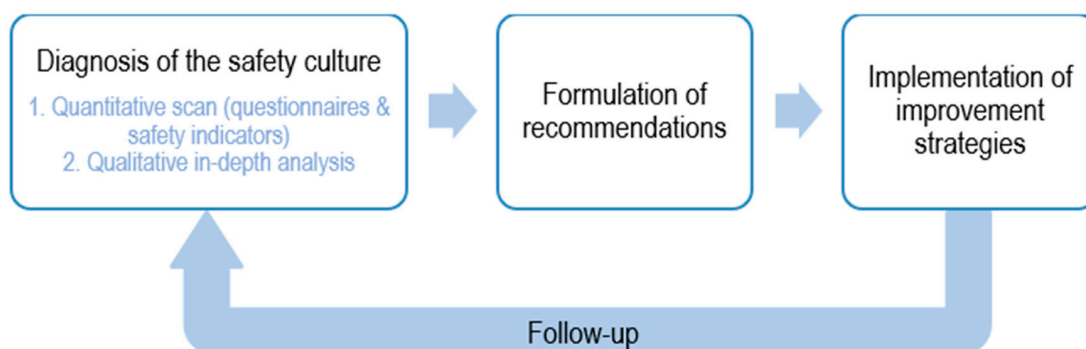 Diagnosis of the safety culture
1. Quantitative scan (questionnaires &
safety indicators)
2. Qualitative in-depth analysis
Formulation of
recommendations
Implementation of
improvement
strategies
Follow-up